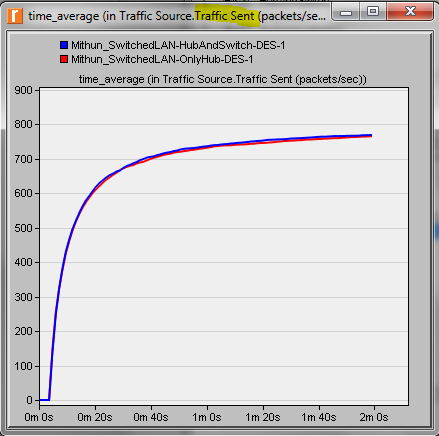 time_average (in Traffic Source.Traffic Sent (packets/se...
Mithun_SwitchedLAN-HubAndSwitch-DES-1
Mithun_SwitchedLAN-OnlyHub-DES-1
time_average (in Traffic Source.Traffic Sent (packets/sec))
900
800
700
600
500
400
300
200
100
0
0m 0s 0m 20s 0m 40s 1m 0s 1m 20s 1m 40s 2m 0s